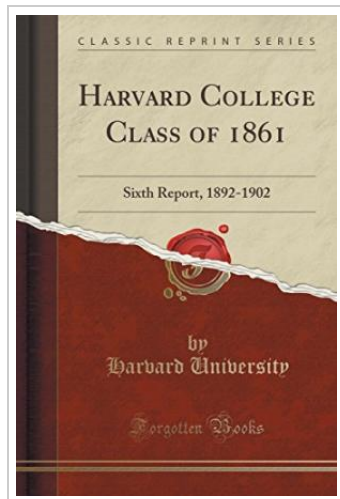 CLASSIC REPRINT SERIES
HARVARD COLLEGE
CLASS OF 1861
Sixth Report, 1892-1902
by
Harvard University
Forgotten Books